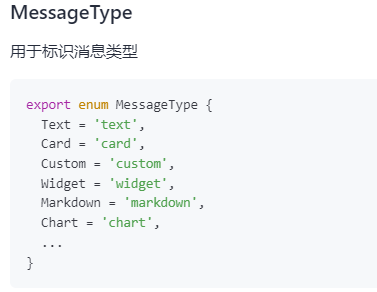 MessageType
用于标识消息类型
export enum MessageType {
  Text = 'text',
  Card = 'card',
  Custom = 'custom',
  Widget = 'widget',
  Markdown = 'markdown',
  Chart = 'chart',
  ...
}